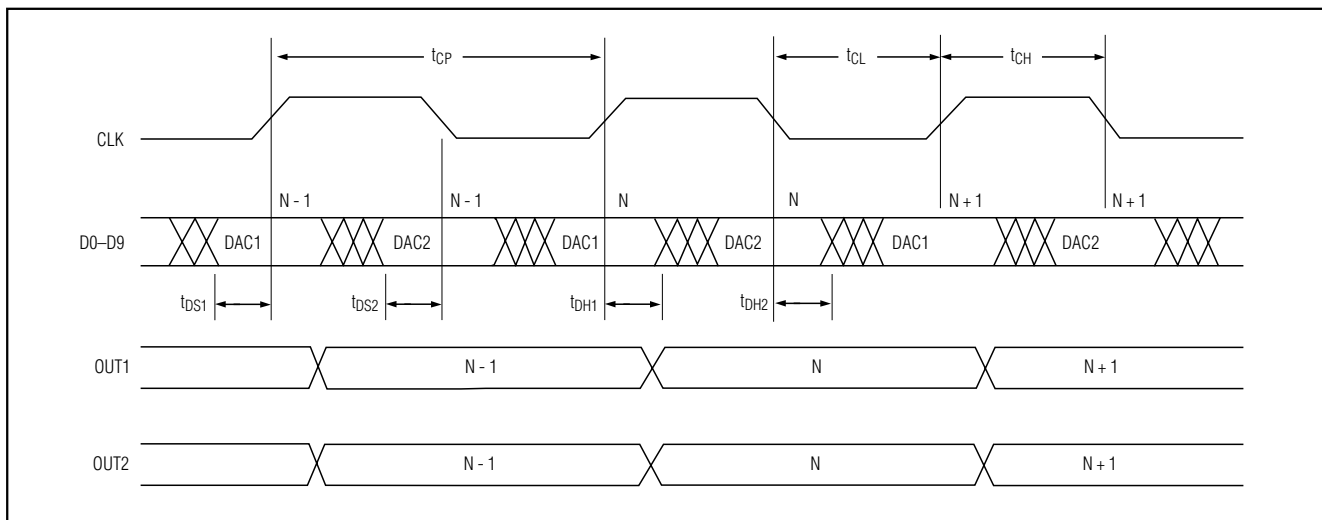 tCP
tCL
tCH
CLK
N - 1
N - 1
N
N
N + 1
N + 1
D0–D9
DAC1
DAC2
DAC1
DAC2
DAC1
DAC2
tDS1
tDS2
tDH1
tDH2
OUT1
N - 1
N
N + 1
OUT2
N - 1
N
N + 1